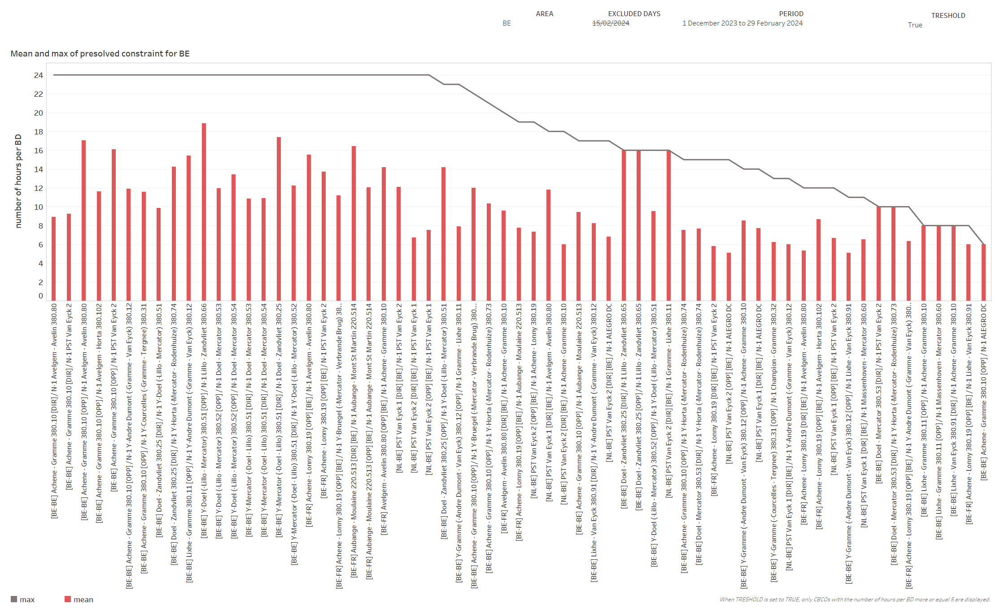 AREA
BE
EXCLUDED DAYS
15/02/2024
PERIOD
1 December 2023 to 29 February 2024
TRESHOLD
True
Mean and max of presolved constraint for BE
number of hours per BD
24
22
20
18
16
14
12
10
8
6
4
2
0
[BE-BE] Achene - Gramme 380.10 [DIR] / N-1 Avelgem - Avelin 380.80
[BE-BE] Achene - Gramme 380.10 [DIR] / N-1 PST Van Eyck 2
[BE-BE] Achene - Gramme 380.10 [OPP] / N-1 Avelgem - Avelin 380.80
[BE-BE] Achene - Gramme 380.10 [OPP] / N-1 Avelgem - Horta 380.102
[BE-BE] Achene - Gramme 380.10 [OPP] / N-1 PST Van Eyck 2
[BE-BE] Achene - Gramme 380.10 [OPP] / N-1 Y-Andre Dumont (-Gramme - Van Eyck) 380.12
[BE-BE] Achene - Gramme 380.10 [OPP] / N-1 Y-Courcelles (-Gramme - Tergnee) 380.31
[BE-BE] Doel - Zandvliet 380.25 [DIR] / N-1 Y-Doel (-Lillo - Mercator) 380.51
[BE-BE] Doel - Zandvliet 380.25 [DIR] / N-1 Y-Horta (-Mercator - Rodenhuize) 380.74
[BE-BE] Lixhe - Gramme 380.11 [OPP] / N-1 Y-Andre Dumont (-Gramme - Van Eyck) 380.12
[BE-BE] Y-Doel (-Lillo - Mercator) 380.51 [OPP] / N-1 Lillo - Zandvliet 380.66
[BE-BE] Y-Doel (-Lillo - Mercator) 380.52 [OPP] / N-1 Doel - Mercator 380.53
[BE-BE] Y-Doel (-Lillo - Mercator) 380.52 [OPP] / N-1 Doel - Mercator 380.54
[BE-BE] Y-Mercator (-Doel - Lillo) 380.51 [DIR] / N-1 Doel - Mercator 380.53
[BE-BE] Y-Mercator (-Doel - Lillo) 380.51 [DIR] / N-1 Doel - Mercator 380.54
[BE-BE] Y-Mercator (-Doel - Lillo) 380.51 [DIR] / N-1 Doel - Zandvliet 380.25
[BE-BE] Y-Mercator (-Doel - Lillo) 380.51 [DIR] / N-1 Y-Doel (-Lillo - Mercator) 380.52
[BE-FR] Achene - Lonny 380.19 [OPP] [BE] / N-1 Avelgem - Avelin 380.80
[BE-FR] Achene - Lonny 380.19 [OPP] [BE] / N-1 PST Van Eyck 2
[BE-FR] Achene - Lonny 380.19 [OPP] [BE] / N-1 Y-Bruegel (-Mercator - Verbrande Brug) 38..
[BE-FR] Aubange - Moulaine 220.513 [DIR] [BE] / N-1 Aubange - Mont St Martin 220.514
[BE-FR] Aubange - Moulaine 220.513 [OPP] [BE] / N-1 Aubange - Mont St Martin 220.514
[BE-FR] Avelgem - Avelin 380.80 [OPP] [BE] / N-1 Achene - Gramme 380.10
[NL-BE] PST Van Eyck 1 [DIR] [BE] / N-1 PST Van Eyck 2
[NL-BE] PST Van Eyck 2 [DIR] [BE] / N-1 PST Van Eyck 1
[NL-BE] PST Van Eyck 2 [OPP] [BE] / N-1 PST Van Eyck 1
[BE-BE] Doel - Zandvliet 380.25 [OPP] / N-1 Y-Doel (-Lillo - Mercator) 380.51
[BE-BE] Y-Gramme (-Andre Dumont - Van Eyck) 380.12 [OPP] / N-1 Gramme - Lixhe 380.11
[BE-BE] Achene - Gramme 380.10 [OPP] / N-1 Y-Bruegel (-Mercator - Verbrande Brug) 380...
[BE-BE] Achene - Gramme 380.10 [OPP] / N-1 Y-Horta (-Mercator - Rodenhuize) 380.73
[BE-FR] Avelgem - Avelin 380.80 [DIR] [BE] / N-1 Achene - Gramme 380.10
[BE-FR] Achene - Lonny 380.19 [OPP] [BE] / N-1 Aubange - Moulaine 220.513
[NL-BE] PST Van Eyck 2 [OPP] [BE] / N-1 Achene - Lonny 380.19
[NL-BE] PST Van Eyck 1 [DIR] [BE] / N-1 Avelgem - Avelin 380.80
[NL-BE] PST Van Eyck 2 [DIR] [BE] / N-1 Achene - Gramme 380.10
[BE-BE] Achene - Gramme 380.10 [OPP] / N-1 Aubange - Moulaine 220.513
[BE-BE] Lixhe - Van Eyck 380.91 [DIR] / N-1 Y-Andre Dumont (-Gramme - Van Eyck) 380.12
[NL-BE] PST Van Eyck 2 [DIR] [BE] / N-1 ALEGRO DC
[BE-BE] Doel - Zandvliet 380.25 [DIR] / N-1 Lillo - Zandvliet 380.65
[BE-BE] Doel - Zandvliet 380.25 [OPP] / N-1 Lillo - Zandvliet 380.65
[BE-BE] Y-Doel (-Lillo - Mercator) 380.52 [OPP] / N-1 Y-Doel (-Lillo - Mercator) 380.51
[NL-BE] PST Van Eyck 2 [DIR] [BE] / N-1 Gramme - Lixhe 380.11
[BE-BE] Achene - Gramme 380.10 [OPP] / N-1 Y-Horta (-Mercator - Rodenhuize) 380.74
[BE-BE] Doel - Mercator 380.53 [DIR] / N-1 Y-Horta (-Mercator - Rodenhuize) 380.74
[BE-FR] Achene - Lonny 380.19 [DIR] [BE] / N-1 PST Van Eyck 2
[NL-BE] PST Van Eyck 2 [OPP] [BE] / N-1 ALEGRO DC
[BE-BE] Y-Gramme (-Andre Dumont - Van Eyck) 380.12 [OPP] / N-1 Achene - Gramme 380.10
[NL-BE] PST Van Eyck 1 [DIR] [BE] / N-1 ALEGRO DC
[BE-BE] Y-Gramme (-Courcelles - Tergnee) 380.31 [OPP] / N-1 Champion - Gramme 380.32
[NL-BE] PST Van Eyck 1 [DIR] [BE] / N-1 Y-Andre Dumont (-Gramme - Van Eyck) 380.12
[BE-FR] Achene - Lonny 380.19 [DIR] [BE] / N-1 Avelgem - Avelin 380.80
[BE-FR] Achene - Lonny 380.19 [OPP] [BE] / N-1 Avelgem - Horta 380.102
[NL-BE] PST Van Eyck 1 [OPP] [BE] / N-1 PST Van Eyck 2
[BE-BE] Y-Gramme (-Andre Dumont - Van Eyck) 380.12 [OPP] / N-1 Lixhe - Van Eyck 380.91
[NL-BE] PST Van Eyck 1 [DIR] [BE] / N-1 Massenhoven - Mercator 380.60
[BE-BE] Doel - Mercator 380.53 [DIR] / N-1 PST Van Eyck 2
[BE-BE] Doel - Mercator 380.53 [DIR] / N-1 Y-Horta (-Mercator - Rodenhuize) 380.73
[BE-FR] Achene - Lonny 380.19 [OPP] [BE] / N-1 Y-Andre Dumont (-Gramme - Van Eyck) 380..
[BE-BE] Lixhe - Gramme 380.11 [OPP] / N-1 Achene - Gramme 380.10
[BE-BE] Lixhe - Gramme 380.11 [OPP] / N-1 Massenhoven - Mercator 380.60
[BE-BE] Lixhe - Van Eyck 380.91 [DIR] / N-1 Achene - Gramme 380.10
[BE-FR] Achene - Lonny 380.19 [OPP] [BE] / N-1 Lixhe - Van Eyck 380.91
[BE-BE] Achene - Gramme 380.10 [OPP] / N-1 ALEGRO DC
max
mean
When TRESHOLD is set to TRUE, only CBCOs with the number of hours per BD more or equal 5 are displayed.